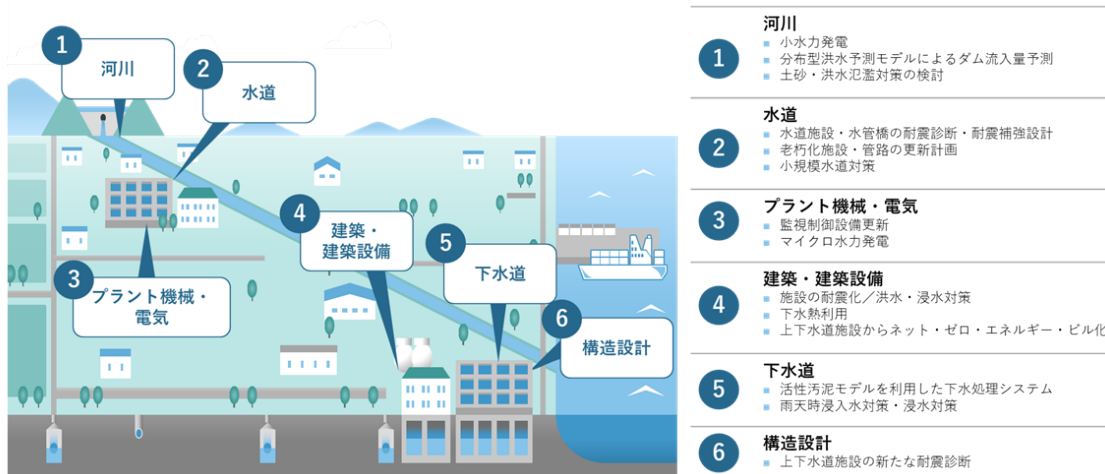 1
河川
2
水道
3
プラント機械・
電気
4
建築・
建築設備
5
下水道
6
構造設計
1
河川
小水力発電
分布型洪水予測モデルによるダム流入量予測
土砂・洪水氾濫対策の検討
2
水道
水道施設・水管橋の耐震診断・耐震補強設計
老朽化施設・管路の更新計画
小規模水道対策
3
プラント機械・電気
監視制御設備更新
マイクロ水力発電
4
建築・建築設備
施設の耐震化／洪水・浸水対策
下水熱利用
上下水道施設からネット・ゼロ・エネルギー・ビル化
5
下水道
活性汚泥モデルを利用した下水処理システム
雨天時浸入水対策・浸水対策
6
構造設計
上下水道施設の新たな耐震診断